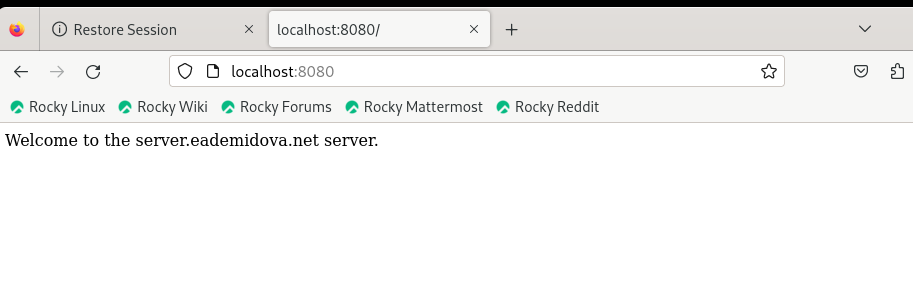 Restore Session
localhost:8080/
localhost:8080
Rocky Linux Rocky Wiki Rocky Forums Rocky Mattermost Rocky Reddit
Welcome to the server.eademidova.net server.